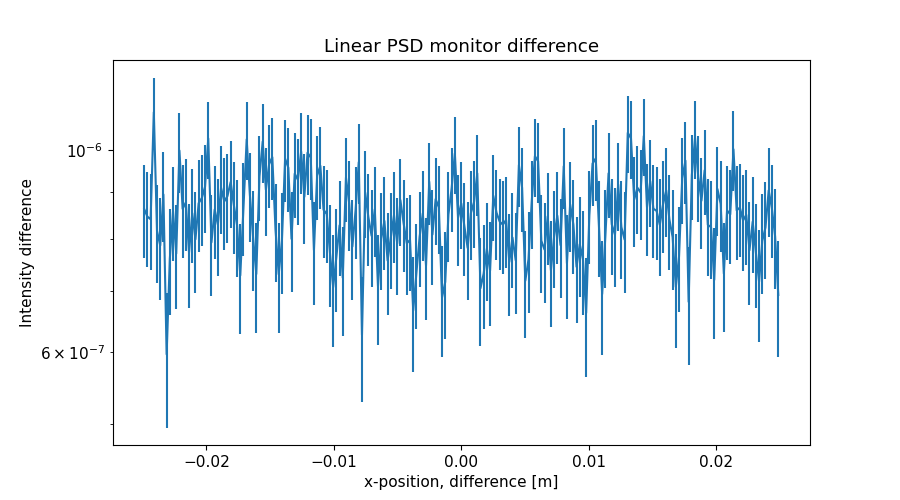 Linear PSD monitor difference
Intensity difference
10⁻⁶
6 × 10⁻⁷
−0.02 −0.01 0.00 0.01 0.02
x-position, difference [m]